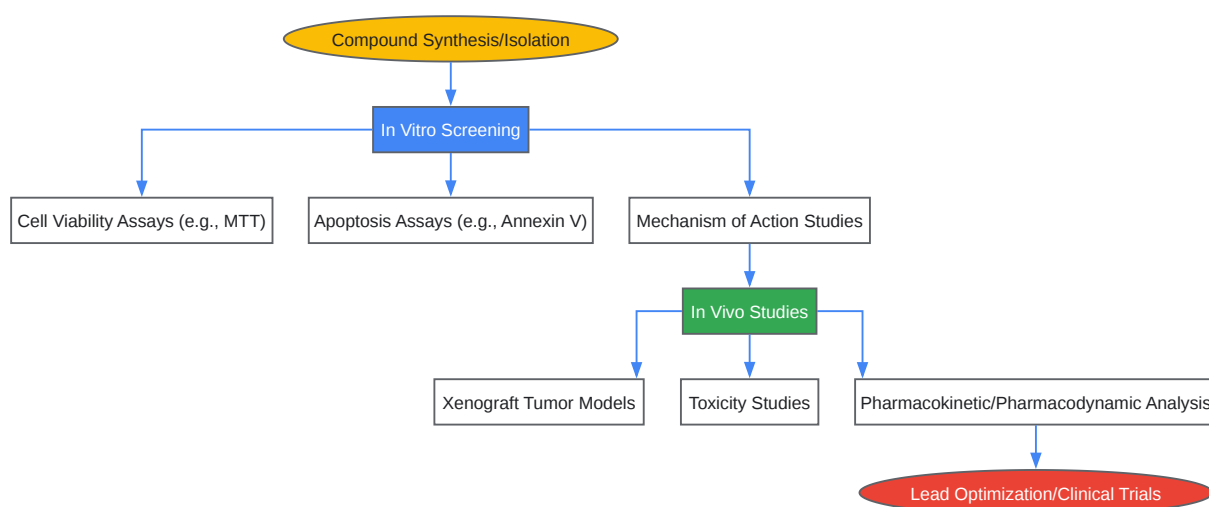 Compound Synthesis/Isolation
In Vitro Screening
Cell Viability Assays (e.g., MTT)
Apoptosis Assays (e.g., Annexin V)
Mechanism of Action Studies
In Vivo Studies
Xenograft Tumor Models
Toxicity Studies
Pharmacokinetic/Pharmacodynamic Analysis
Lead Optimization/Clinical Trials